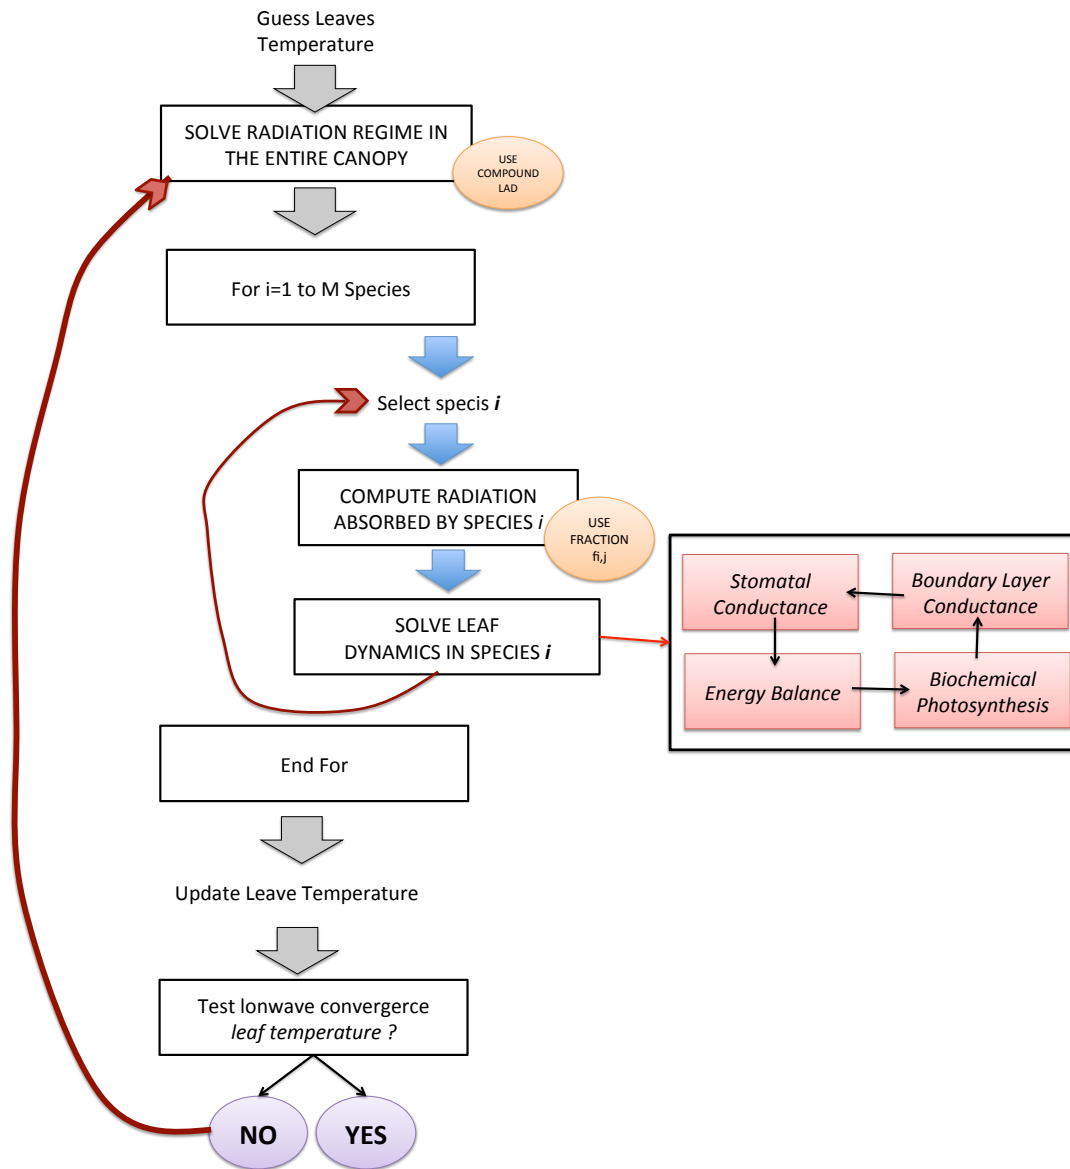 Guess Leaves
Temperature
SOLVE RADIATION REGIME IN
THE ENTIRE CANOPY
USE
COMPOUND
LAD
For i=1 to M Species
Select specis i
COMPUTE RADIATION
ABSORBED BY SPECIES i
USE
FRACTION
fi,j
SOLVE LEAF
DYNAMICS IN SPECIES i
Stomatal
Conductance
Boundary Layer
Conductance
Energy Balance
Biochemical
Photosynthesis
End For
Update Leave Temperature
Test lonwave convergerce
leaf temperature ?
NO
YES